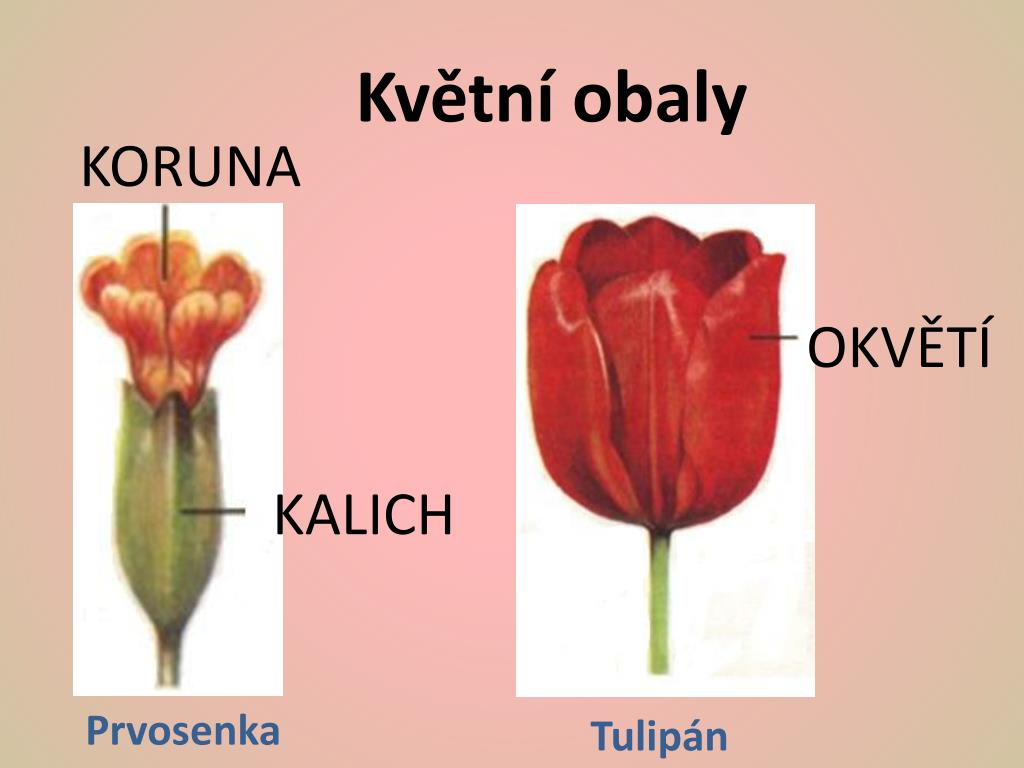 Květní obaly
KORUNA
OKVĚTÍ
KALICH
Prvosenka
Tulipán